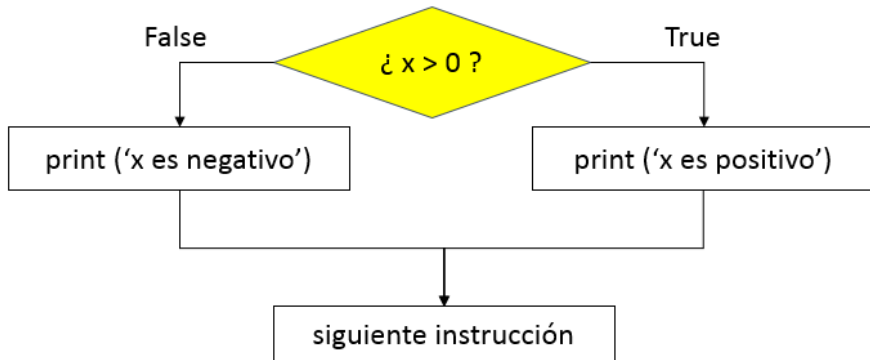 False
¿ x > 0 ?
True
print (‘x es negativo’)
print (‘x es positivo’)
siguiente instrucción